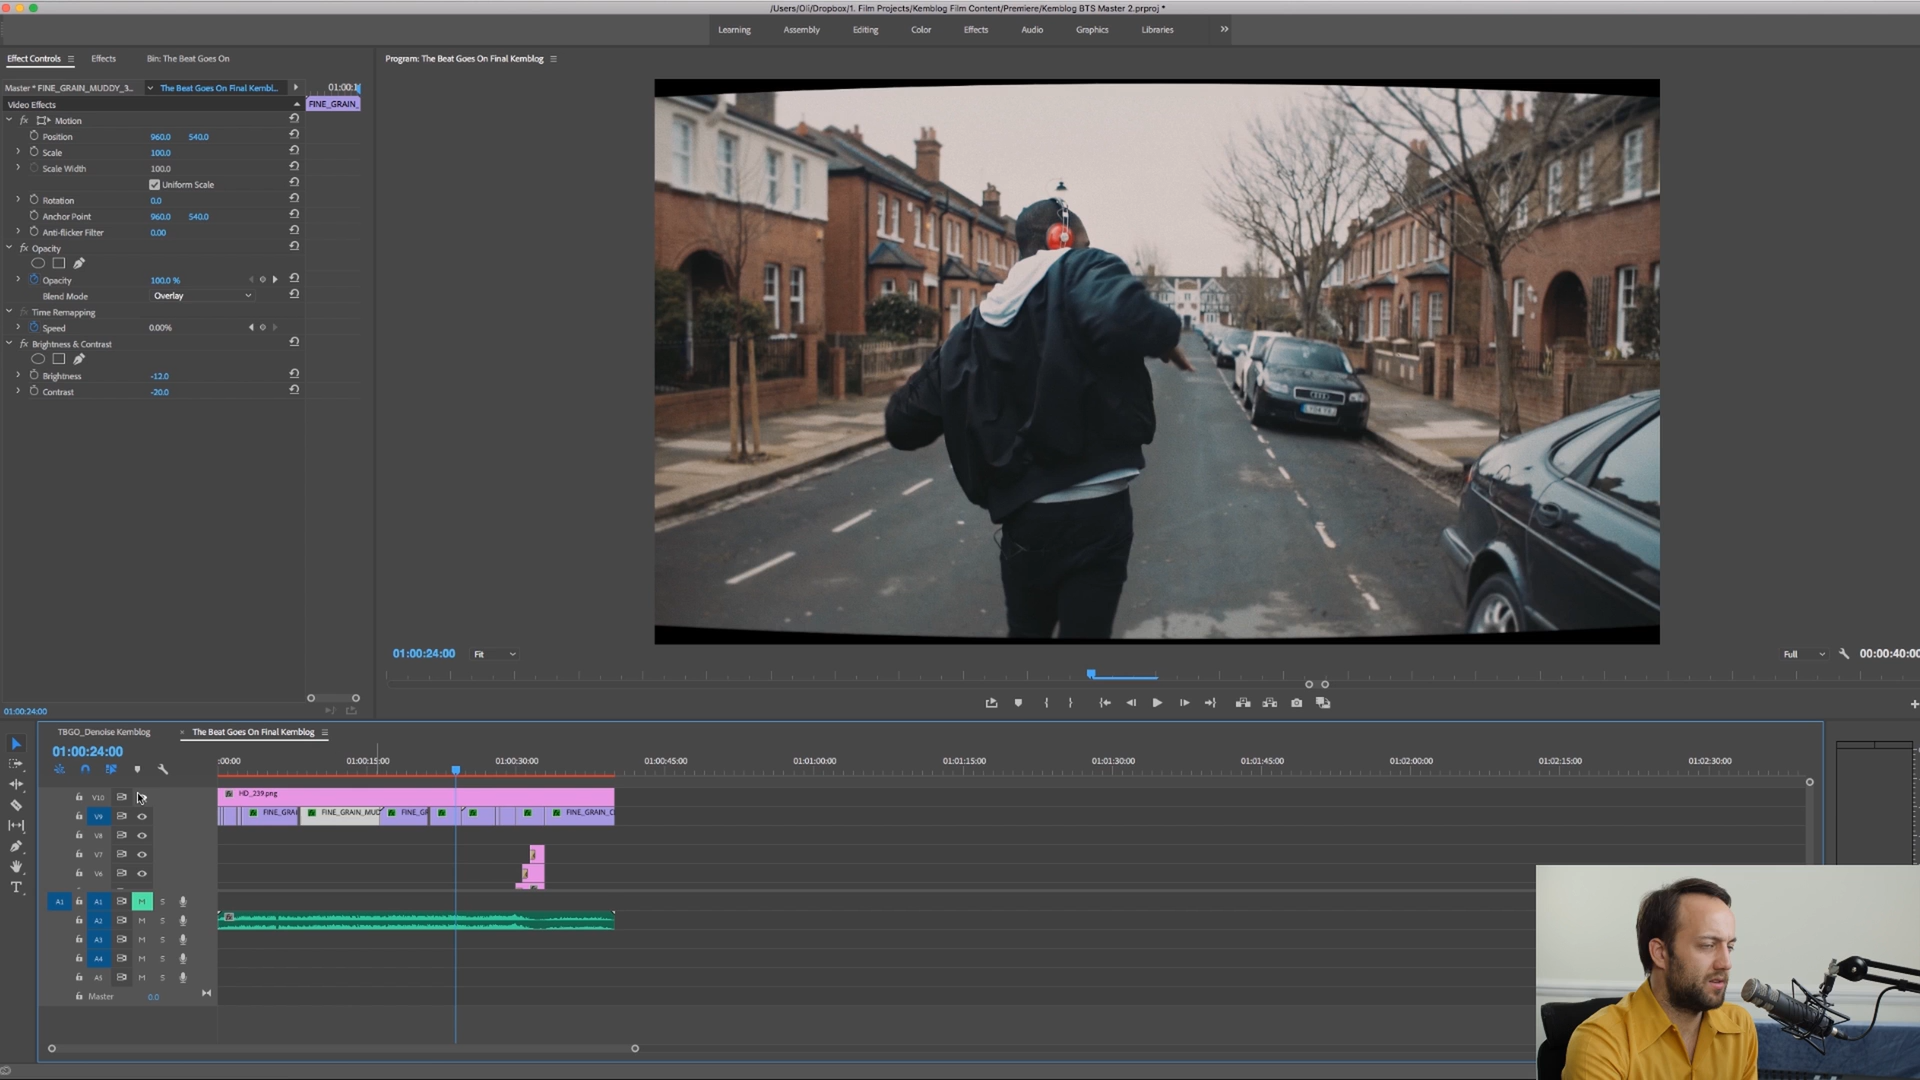 /Users/Oli/Dropbox/1. Film Projects/Kemblog Film Content/Premiere/Kemblog BTS Master 2.prproj *
Learning Assembly Editing Color Effects Audio Graphics Libraries
Effect Controls Effects Bin: The Beat Goes On
Program: The Beat Goes On Final Kemblog
Master * FINE_GRAIN_MUDDY_3... The Beat Goes On Final Kembl...
Video Effects FINE_GRAIN_
fx Motion
Position 960.0 540.0
Scale 100.0
Scale Width 100.0
Uniform Scale
Rotation 0.0
Anchor Point 960.0 540.0
Anti-flicker Filter 0.00
fx Opacity
Opacity 100.0 %
Blend Mode Overlay
Time Remapping
Speed 0.00%
fx Brightness & Contrast
Brightness -12.0
Contrast -20.0
01:00:24:00 Fit Full 00:00:40:00
01:00:24:00
TBGO_Denoise Kemblog × The Beat Goes On Final Kemblog
01:00:24:00
:00:00 01:00:15:00 01:00:30:00 01:00:45:00 01:01:00:00 01:01:15:00 01:01:30:00 01:01:45:00 01:02:00:00 01:02:15:00 01:02:30:00
V10 HD_239.png
V9 FINE_GRAI FINE_GRAIN_MUD FINE_GR FINE_GRAIN_C
V8
V7
V6
A1 A1 M S
A2 M S
A3 M S
A4 M S
A5 M S
Master 0.0